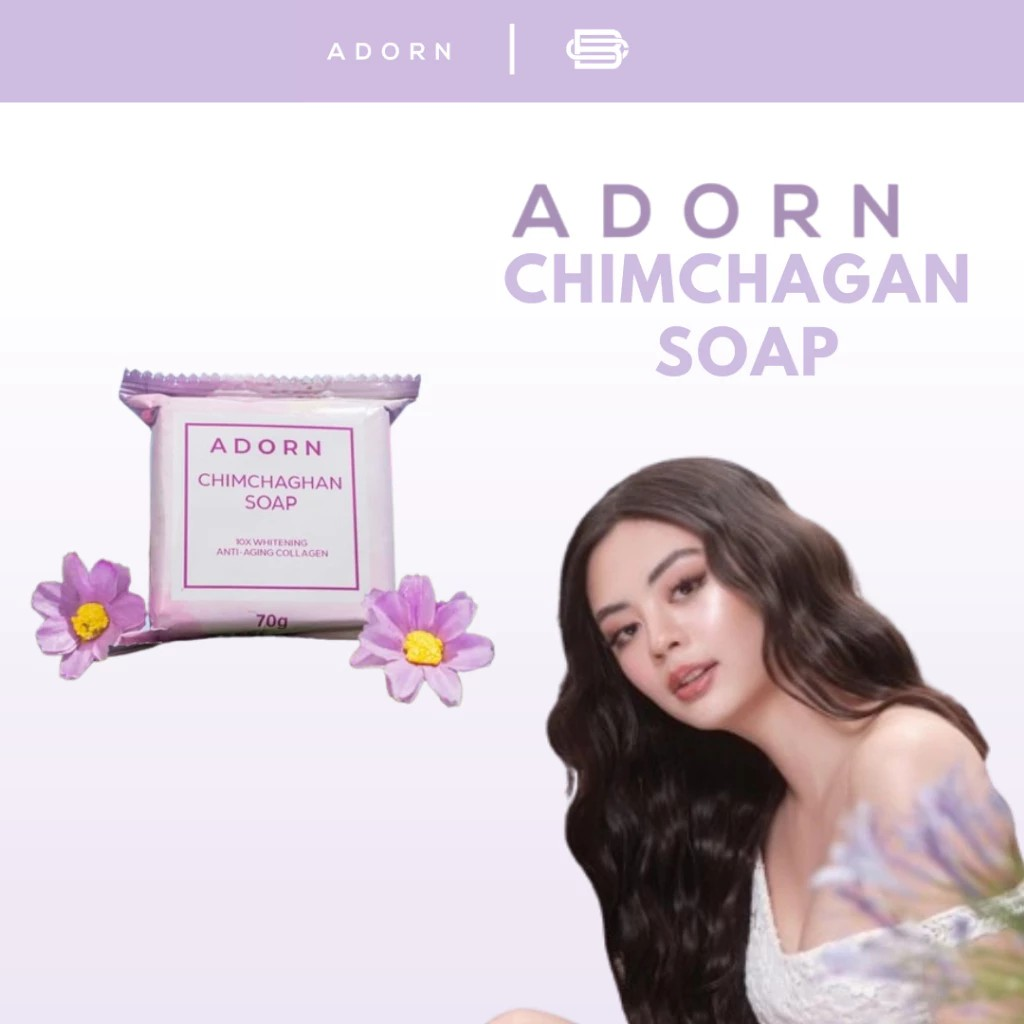 ADORN
ADORN
CHIMCHAGAN
SOAP
ADORN
CHIMCHAGHAN
SOAP
10X WHITENING
ANTI-AGING COLLAGEN
70g